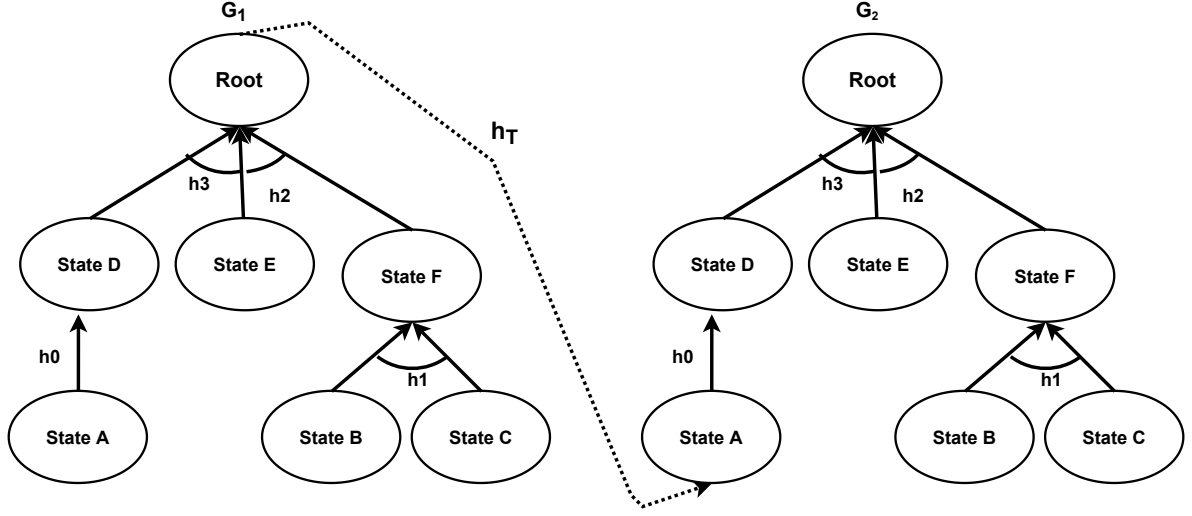 G1 G2
Root Root
hT
h3 h2 h3 h2
State D State E State F State D State E State F
h0 h1 h0 h1
State A State B State C State A State B State C